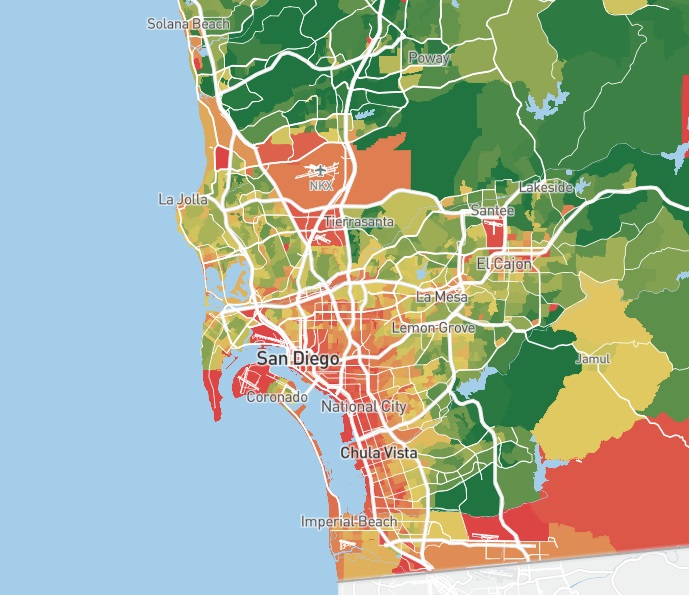 Solana Beach
Poway
NKX
Lakeside
La Jolla
Santee
Tierrasanta
El Cajon
La Mesa
Lemon Grove
San Diego
Jamul
Coronado
National City
Chula Vista
Imperial Beach